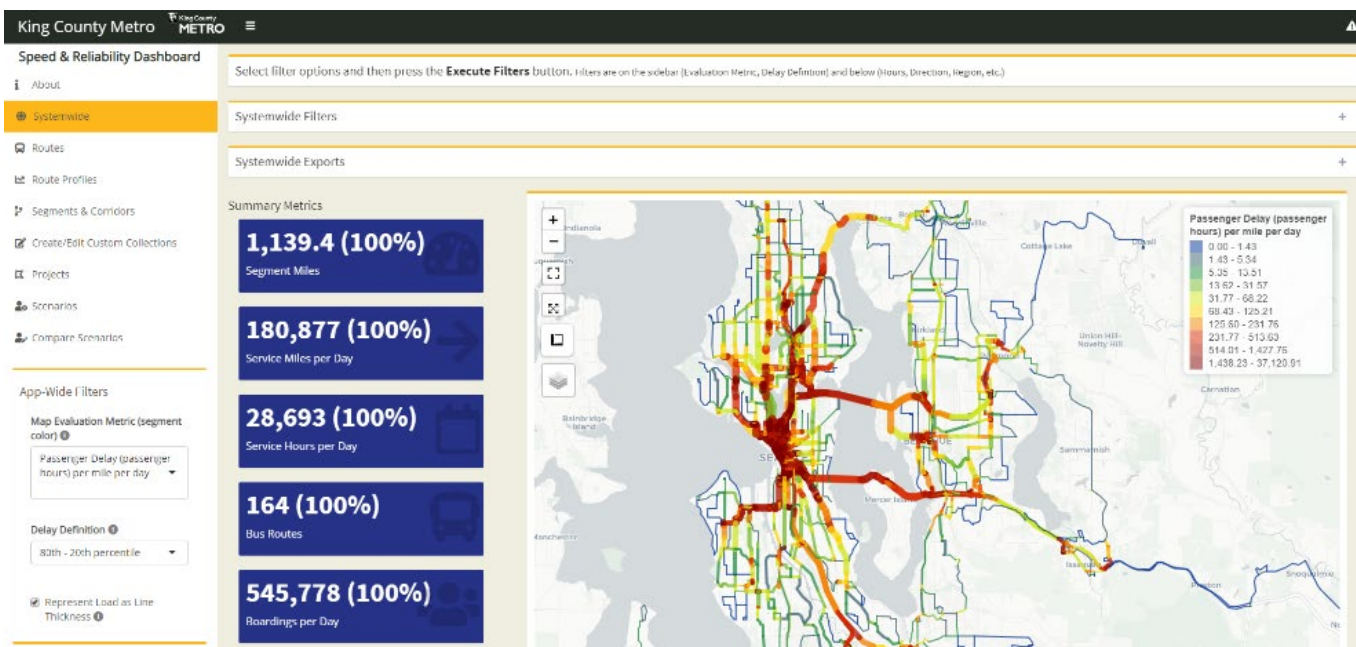 King County Metro
King County
METRO
Speed & Reliability Dashboard
About
Systemwide
Routes
Route Profiles
Segments & Corridors
Create/Edit Custom Collections
Projects
Scenarios
Compare Scenarios
App-Wide Filters
Map Evaluation Metric (segment
color)
Passenger Delay (passenger
hours) per mile per day
Delay Definition
80th - 20th percentile
Represent Load as Line
Thickness
Select filter options and then press the Execute Filters button. Filters are on the sidebar (Evaluation Metric, Delay Definition) and below (Hours, Direction, Region, etc.)
Systemwide Filters
Systemwide Exports
Summary Metrics
1,139.4 (100%)
Segment Miles
180,877 (100%)
Service Miles per Day
28,693 (100%)
Service Hours per Day
164 (100%)
Bus Routes
545,778 (100%)
Boardings per Day
+
−
Indianola
Cottage Lake
Duvall
Kirkland
Union Hill-
Novelty Hill
Carnation
Bainbridge
Island
Sammamish
Mercer Island
Manchester
Issaquah
Preston
Snoqualmie
Passenger Delay (passenger
hours) per mile per day
0.00 - 1.43
1.43 - 5.34
5.35 - 13.51
13.62 - 31.57
31.77 - 68.22
68.43 - 125.21
125.60 - 231.76
231.77 - 513.63
514.01 - 1,427.76
1,438.23 - 37,120.91